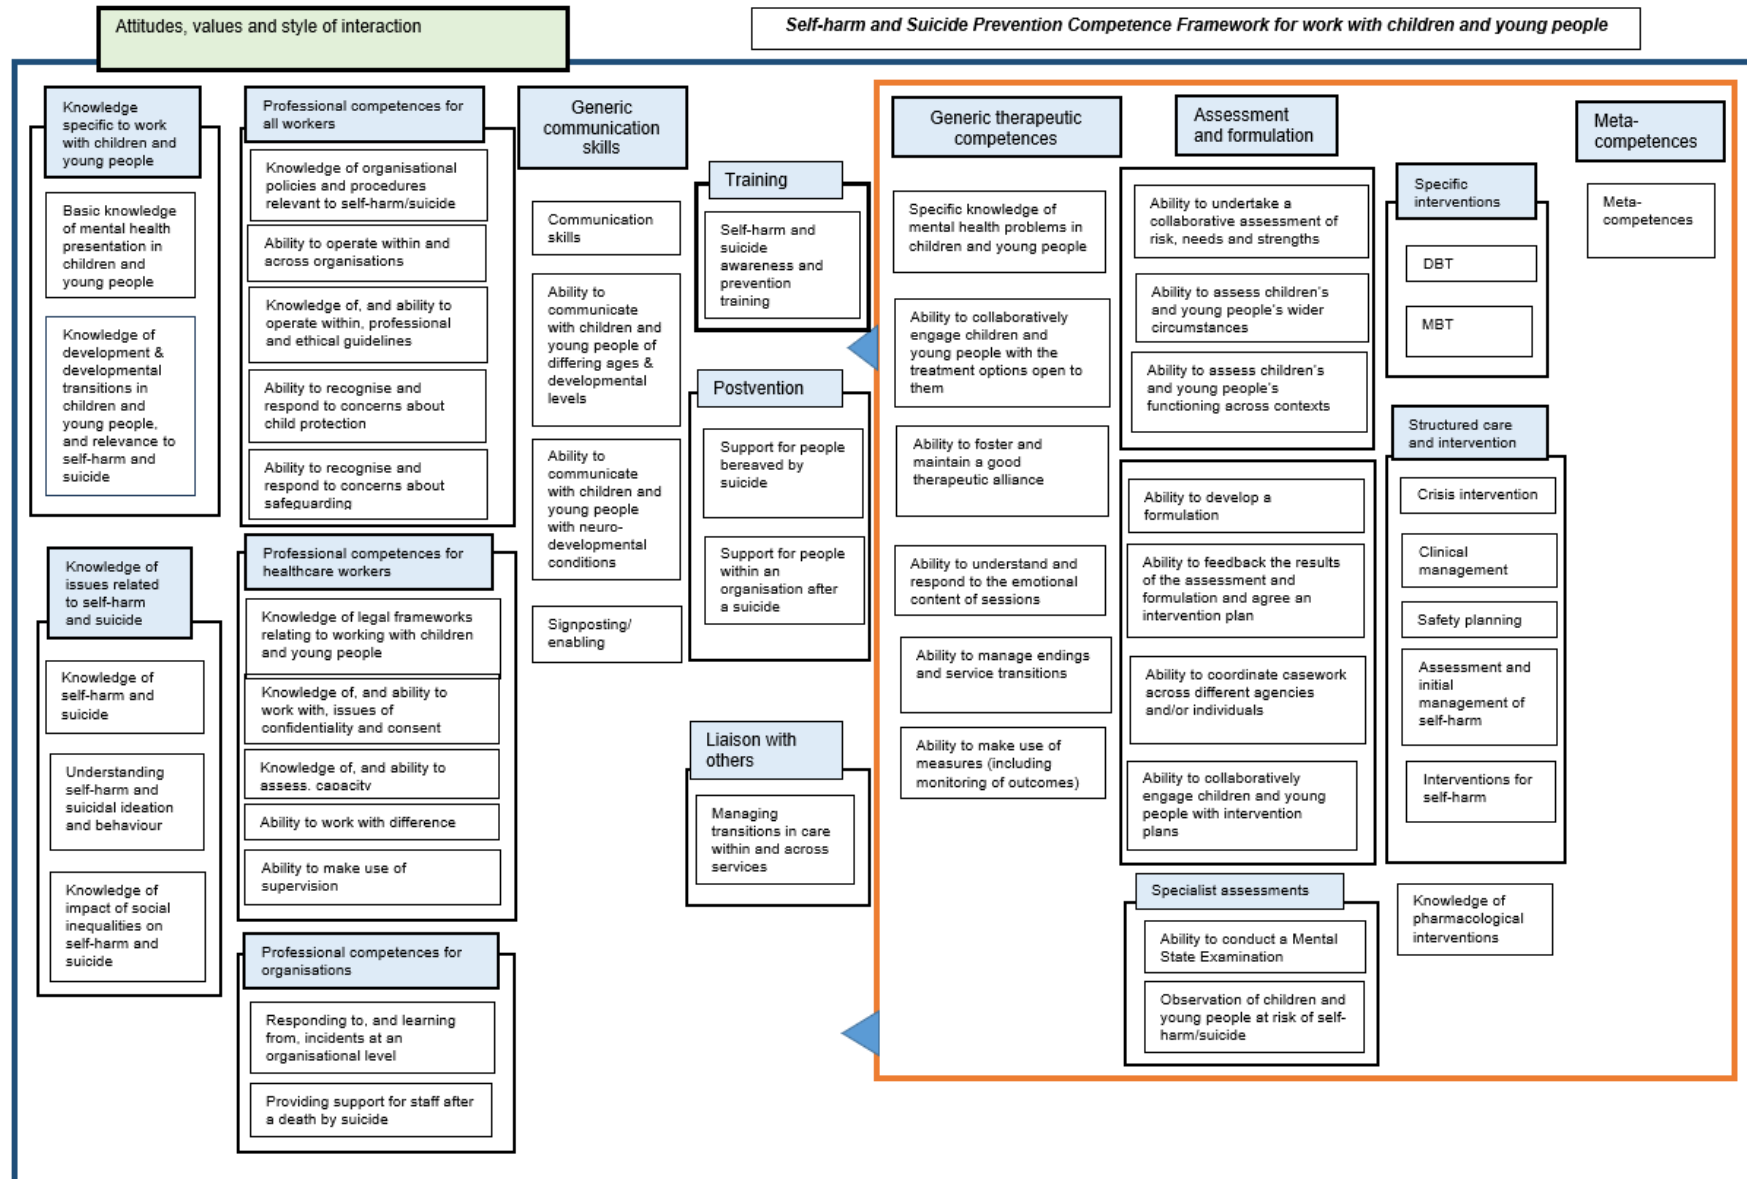 Attitudes, values and style of interaction
Self-harm and Suicide Prevention Competence Framework for work with children and young people
Knowledge
specific to work
with children and
young people
Basic knowledge
of mental health
presentation in
children and
young people
Knowledge of
development &
developmental
transitions in
children and
young people,
and relevance to
self-harm and
suicide
Knowledge of
issues related
to self-harm
and suicide
Knowledge of
self-harm and
suicide
Understanding
self-harm and
suicidal ideation
and behaviour
Knowledge of
impact of social
inequalities on
self-harm and
suicide
Professional competences for
all workers
Knowledge of organisational
policies and procedures
relevant to self-harm/suicide
Ability to operate within and
across organisations
Knowledge of, and ability to
operate within, professional
and ethical guidelines
Ability to recognise and
respond to concerns about
child protection
Ability to recognise and
respond to concerns about
safeguarding
Professional competences for
healthcare workers
Knowledge of legal frameworks
relating to working with children
and young people
Knowledge of, and ability to
work with, issues of
confidentiality and consent
Knowledge of, and ability to
assess, capacity
Ability to work with difference
Ability to make use of
supervision
Professional competences for
organisations
Responding to, and learning
from, incidents at an
organisational level
Providing support for staff after
a death by suicide
Generic
communication
skills
Communication
skills
Ability to
communicate
with children and
young people of
differing ages &
developmental
levels
Ability to
communicate
with children and
young people
with neuro-
developmental
conditions
Signposting/
enabling
Training
Self-harm and
suicide
awareness and
prevention
training
Postvention
Support for people
bereaved by
suicide
Support for people
within an
organisation after
a suicide
Liaison with
others
Managing
transitions in care
within and across
services
Generic therapeutic
competences
Specific knowledge of
mental health problems in
children and young people
Ability to collaboratively
engage children and
young people with the
treatment options open to
them
Ability to foster and
maintain a good
therapeutic alliance
Ability to understand and
respond to the emotional
content of sessions
Ability to manage endings
and service transitions
Ability to make use of
measures (including
monitoring of outcomes)
Assessment
and formulation
Ability to undertake a
collaborative assessment of
risk, needs and strengths
Ability to assess children's
and young people's wider
circumstances
Ability to assess children's
and young people's
functioning across contexts
Ability to develop a
formulation
Ability to feedback the results
of the assessment and
formulation and agree an
intervention plan
Ability to coordinate casework
across different agencies
and/or individuals
Ability to collaboratively
engage children and young
people with intervention
plans
Specialist assessments
Ability to conduct a Mental
State Examination
Observation of children and
young people at risk of self-
harm/suicide
Specific
interventions
DBT
MBT
Structured care
and intervention
Crisis intervention
Clinical
management
Safety planning
Assessment and
initial
management of
self-harm
Interventions for
self-harm
Knowledge of
pharmacological
interventions
Meta-
competences
Meta-
competences